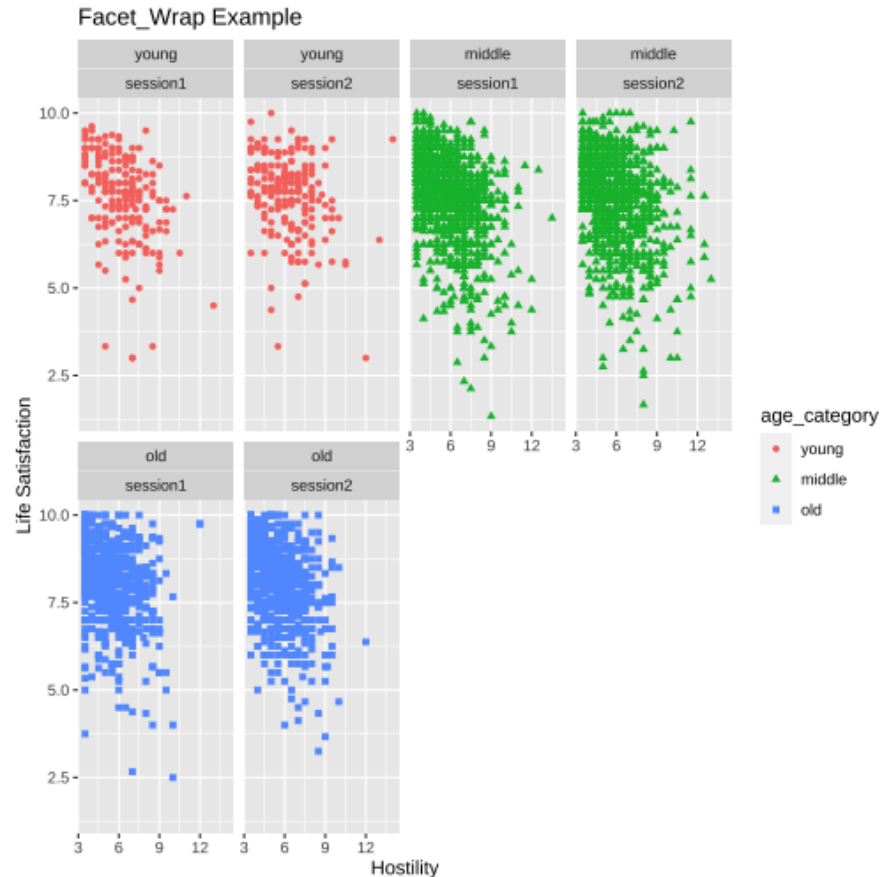 Facet_Wrap Example
young young middle middle
session1 session2 session1 session2
10.0
7.5
5.0
2.5
3 6 9 12 3 6 9 12
old old
session1 session2
10.0
7.5
5.0
2.5
3 6 9 12 3 6 9 12
Hostility
Life Satisfaction
age_category
young
middle
old